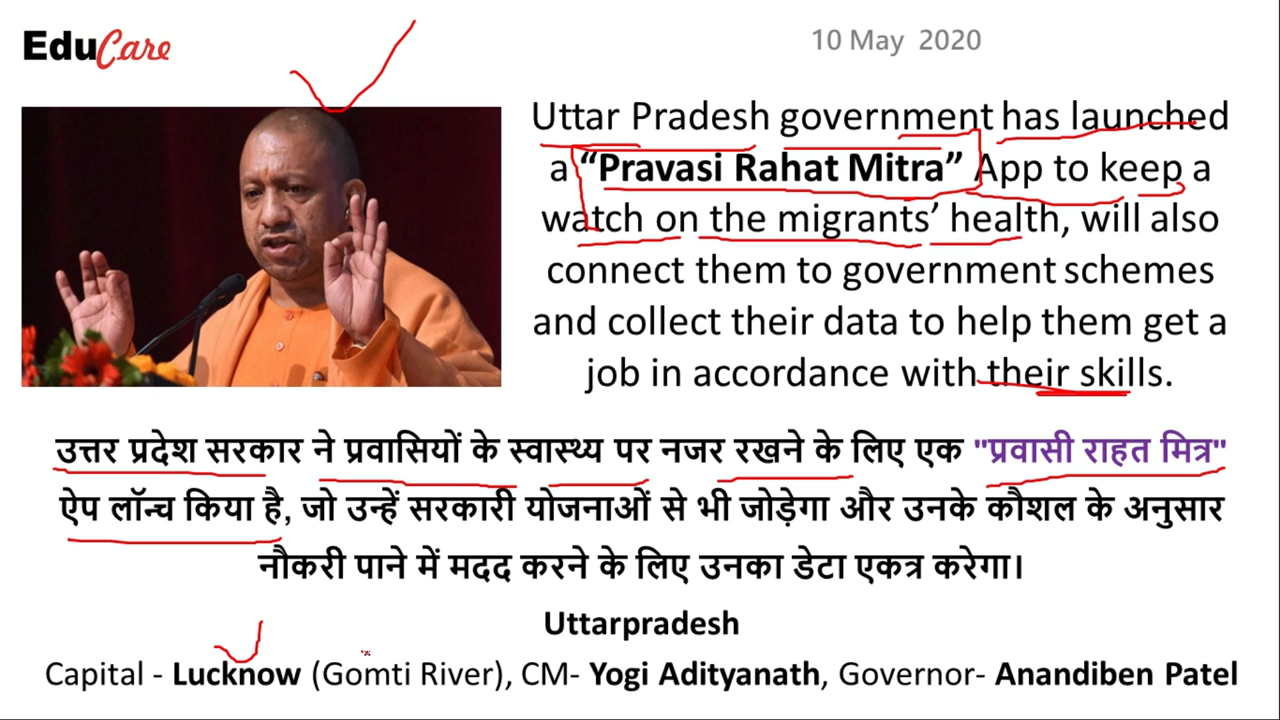 EduCare
10 May 2020
Uttar Pradesh government has launched
a “Pravasi Rahat Mitra” App to keep a
watch on the migrants’ health, will also
connect them to government schemes
and collect their data to help them get a
job in accordance with their skills.
उत्तर प्रदेश सरकार ने प्रवासियों के स्वास्थ्य पर नजर रखने के लिए एक "प्रवासी राहत मित्र"
ऐप लॉन्च किया है, जो उन्हें सरकारी योजनाओं से भी जोड़ेगा और उनके कौशल के अनुसार
नौकरी पाने में मदद करने के लिए उनका डेटा एकत्र करेगा।
Uttarpradesh
Capital - Lucknow (Gomti River), CM- Yogi Adityanath, Governor- Anandiben Patel